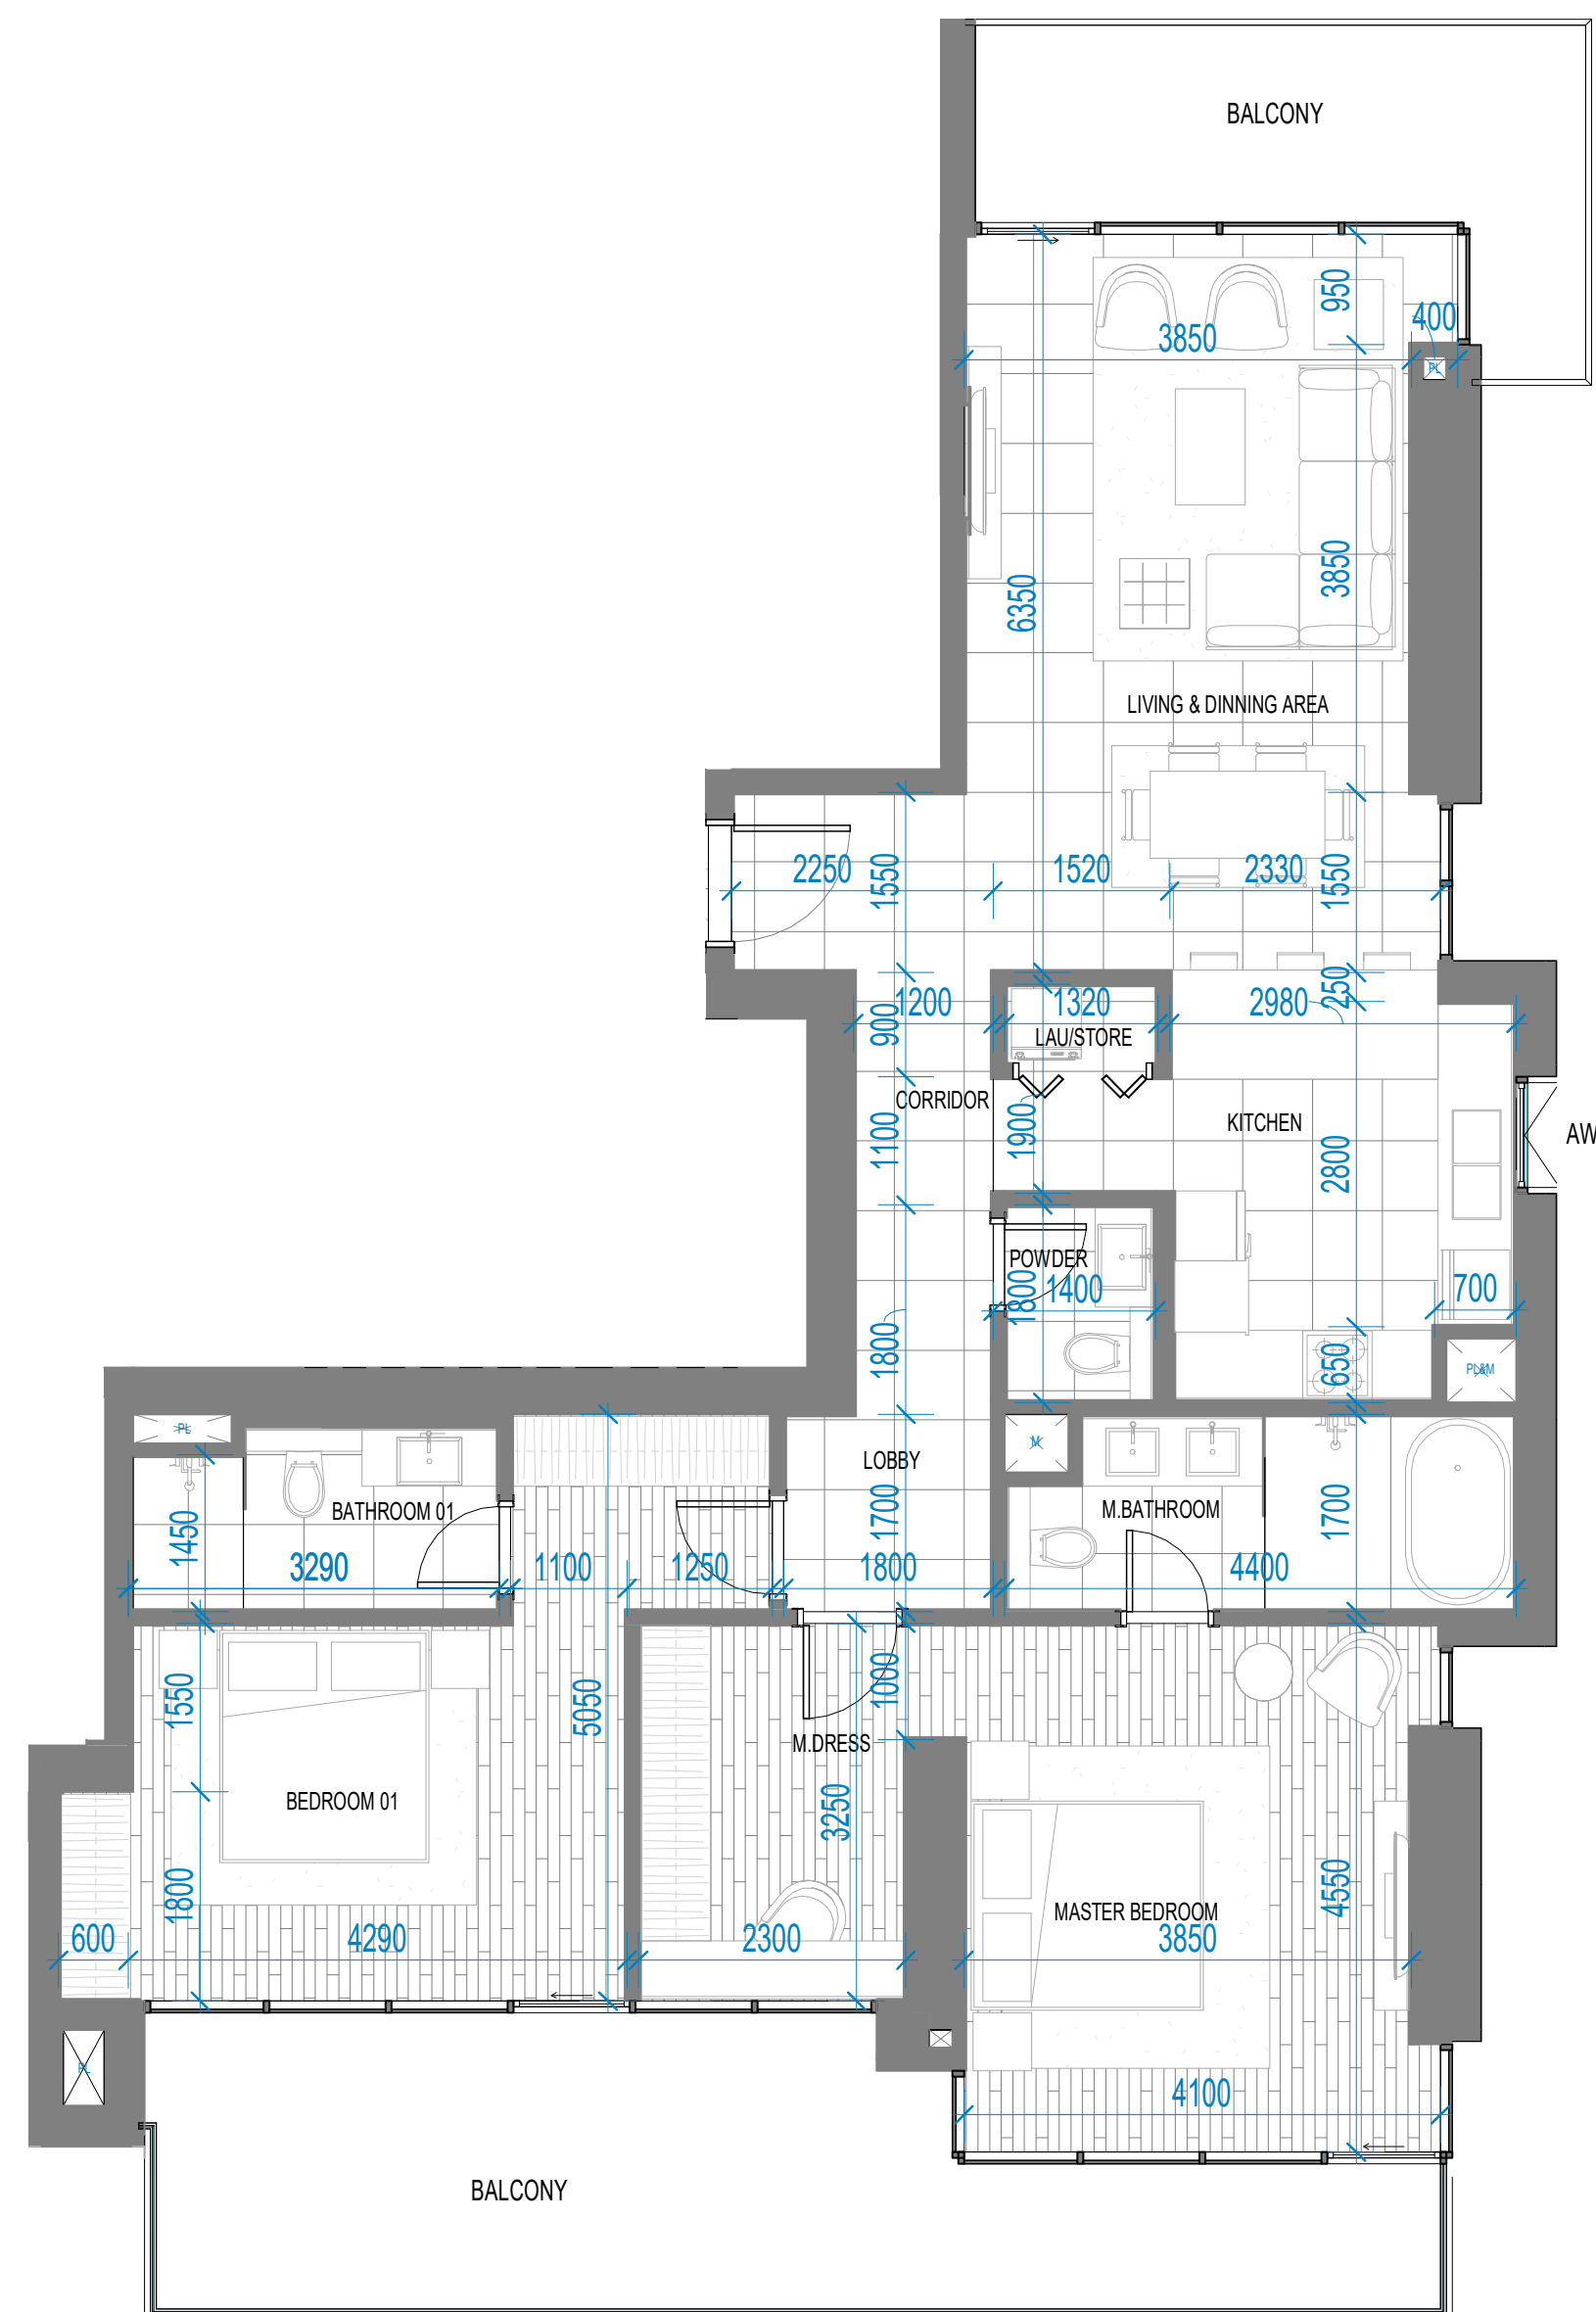 BALCONY
950
400
3850
PL
3850
6350
LIVING & DINNING AREA
2250
1550
1520
2330
1550
1200
900
1320
2980
250
LAU/STORE
CORRIDOR
1100
1900
KITCHEN
AW
2800
POWDER
1800
1400
700
1800
650
PL&M
PL
M
LOBBY
BATHROOM 01
M.BATHROOM
1450
1700
1700
3290
1100
1250
1800
4400
1550
5050
1000
M.DRESS
BEDROOM 01
3250
1800
4550
MASTER BEDROOM
600
4290
2300
3850
PL
4100
BALCONY